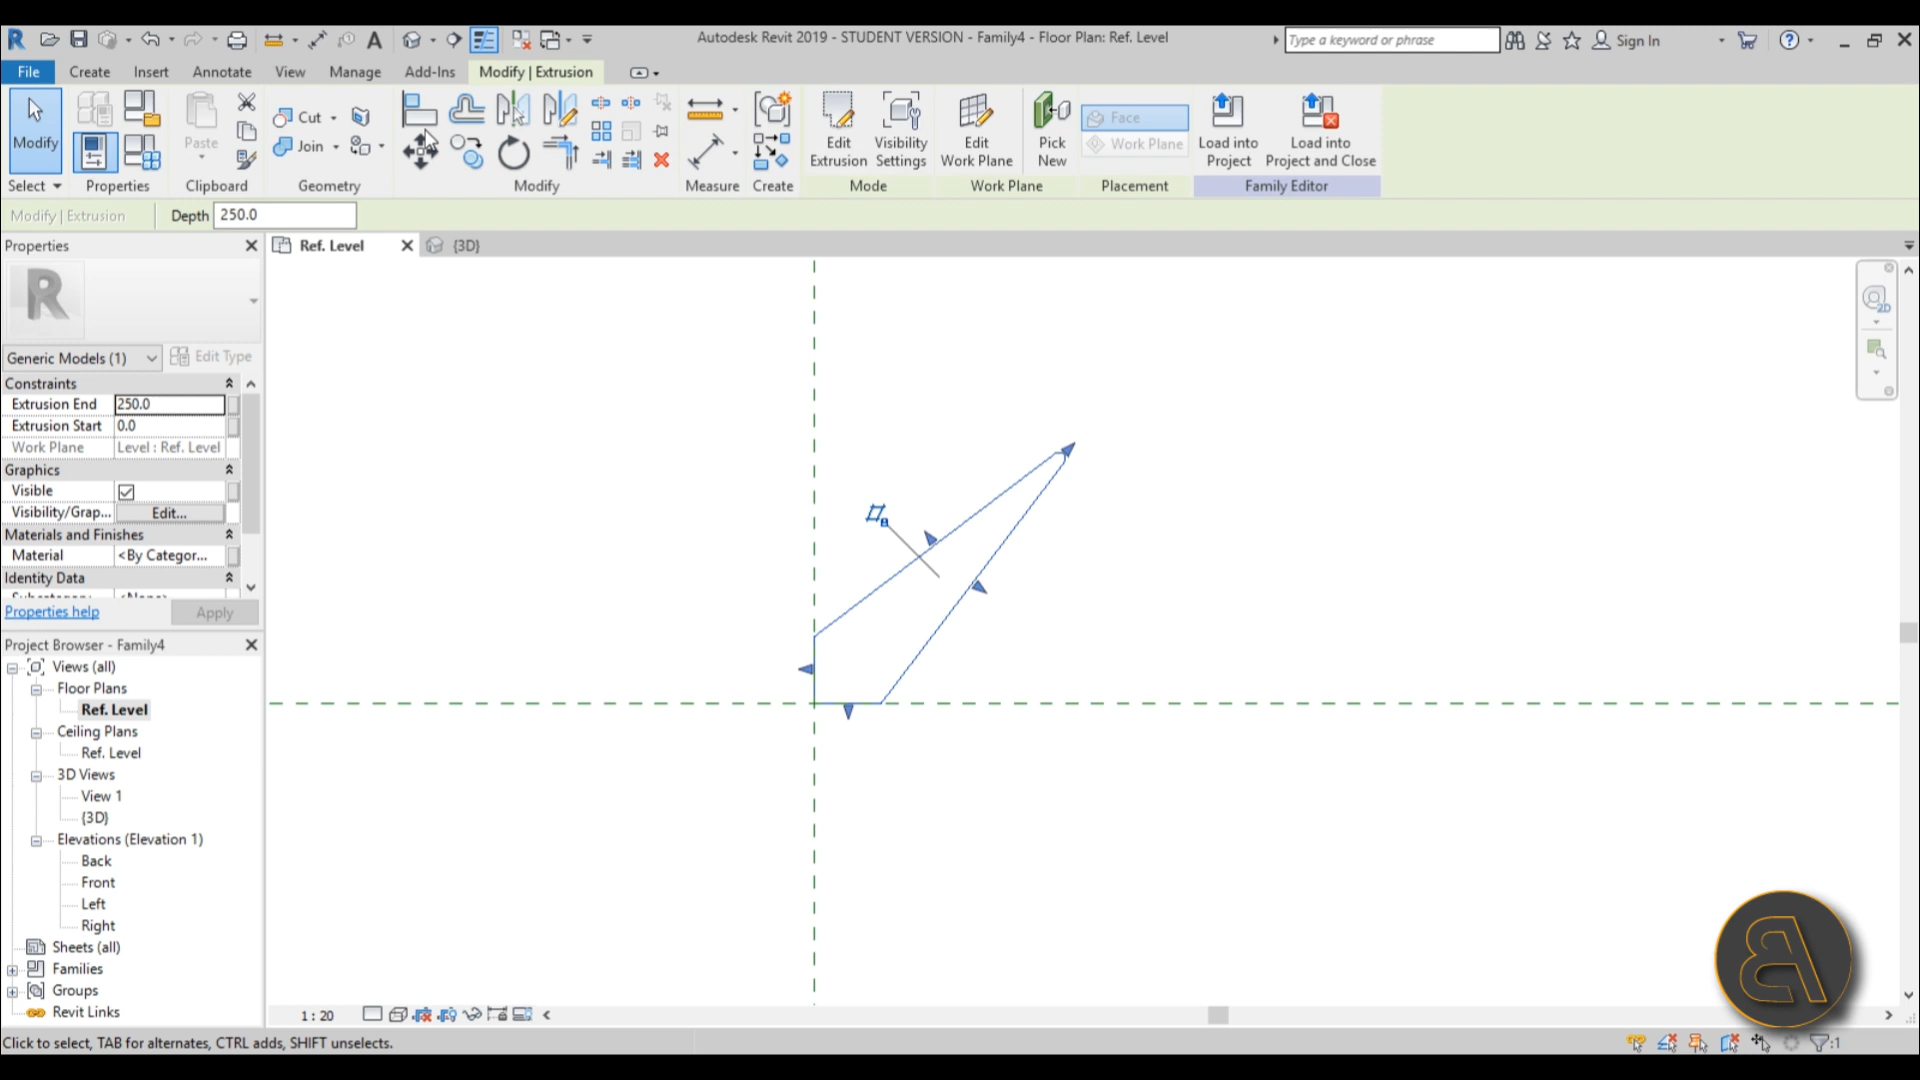 Autodesk Revit 2019 - STUDENT VERSION - Family4 - Floor Plan: Ref. Level
Type a keyword or phrase
Sign In
File
Create
Insert
Annotate
View
Manage
Add-Ins
Modify | Extrusion
Modify
Paste
Cut
Join
Edit Extrusion
Visibility Settings
Edit Work Plane
Pick New
Face
Work Plane
Load into Project
Load into Project and Close
Select
Properties
Clipboard
Geometry
Modify
Measure
Create
Mode
Work Plane
Placement
Family Editor
Modify | Extrusion
Depth 250.0
Properties
Ref. Level
{3D}
R
2D
Generic Models (1)
Edit Type
Constraints
Extrusion End 250.0
Extrusion Start 0.0
Work Plane Level : Ref. Level
Graphics
Visible
Visibility/Grap... Edit...
Materials and Finishes
Material <By Categor...
Identity Data
Properties help
Apply
Project Browser - Family4
Views (all)
Floor Plans
Ref. Level
Ceiling Plans
Ref. Level
3D Views
View 1
{3D}
Elevations (Elevation 1)
Back
Front
Left
Right
Sheets (all)
Families
Groups
Revit Links
1 : 20
Click to select, TAB for alternates, CTRL adds, SHIFT unselects.
:1